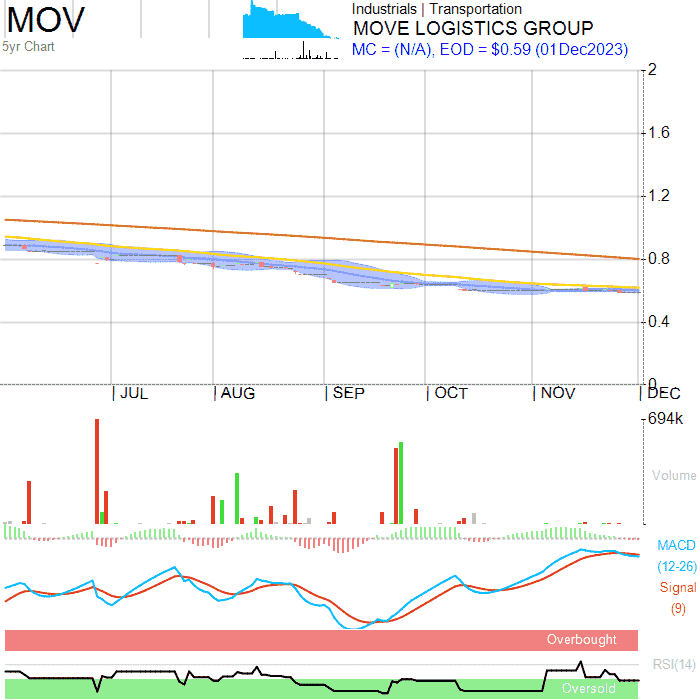 MOV
5yr Chart
Industrials | Transportation
MOVE LOGISTICS GROUP
MC = (N/A), EOD = $0.59 (01Dec2023)
2
1.6
1.2
0.8
0.4
0
| JUL | AUG | SEP | OCT | NOV | DEC
694k
Volume
MACD
(12-26)
Signal
(9)
Overbought
RSI(14)
Oversold